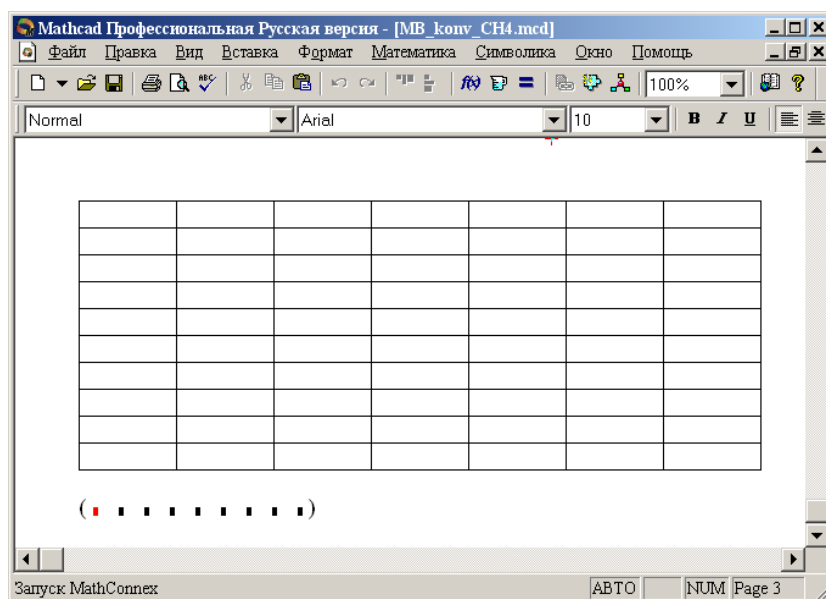 Mathcad Профессиональная Русская версия - [MB_konv_CH4.mcd]
Файл Правка Вид Вставка Формат Математика Символика Окно Помощь
100%
Normal Arial 10 B I U
Запуск MathConnex АВТО NUM Page 3